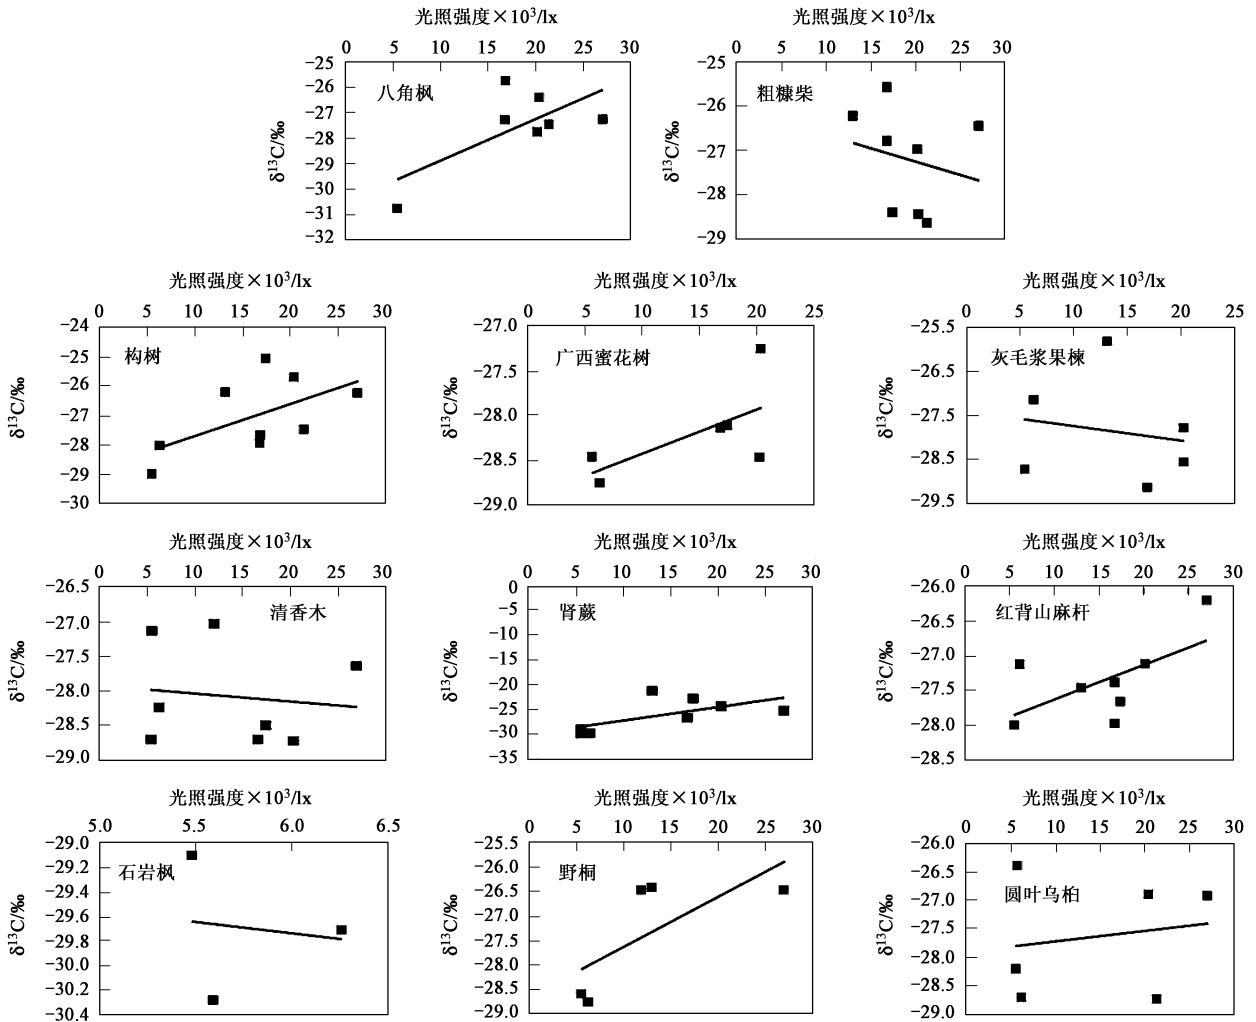 光照强度×10³/lx
0 5 10 15 20 25 30
−25
−26
−27
−28
−29
−30
−31
−32
δ¹³C/‰
八角枫
光照强度×10³/lx
0 10 20 30
−25
−26
−27
−28
−29
δ¹³C/‰
粗糠柴
光照强度×10³/lx
0 5 10 15 20 25 30
−24
−25
−26
−27
−28
−29
−30
δ¹³C/‰
构树
光照强度×10³/lx
0 5 10 15 20 25
−27.0
−27.5
−28.0
−28.5
−29.0
δ¹³C/‰
广西蜜花树
光照强度×10³/lx
0 5 10 15 20 25
−25.5
−26.5
−27.5
−28.5
−29.5
δ¹³C/‰
灰毛浆果楝
光照强度×10³/lx
0 5 10 15 20 25 30
−26.5
−27.0
−27.5
−28.0
−28.5
−29.0
δ¹³C/‰
清香木
光照强度×10³/lx
0 5 10 15 20 25 30
0
−5
−10
−15
−20
−25
−30
−35
δ¹³C/‰
肾蕨
光照强度×10³/lx
0 5 10 15 20 25 30
−26.0
−26.5
−27.0
−27.5
−28.0
−28.5
δ¹³C/‰
红背山麻杆
光照强度×10³/lx
5.0 5.5 6.0 6.5
−29.0
−29.2
−29.4
−29.6
−29.8
−30.0
−30.2
−30.4
δ¹³C/‰
石岩枫
光照强度×10³/lx
0 5 10 15 20 25 30
−25.5
−26.0
−26.5
−27.0
−27.5
−28.0
−28.5
−29.0
δ¹³C/‰
野桐
光照强度×10³/lx
0 5 10 15 20 25 30
−26.0
−26.5
−27.0
−27.5
−28.0
−28.5
−29.0
δ¹³C/‰
圆叶乌桕